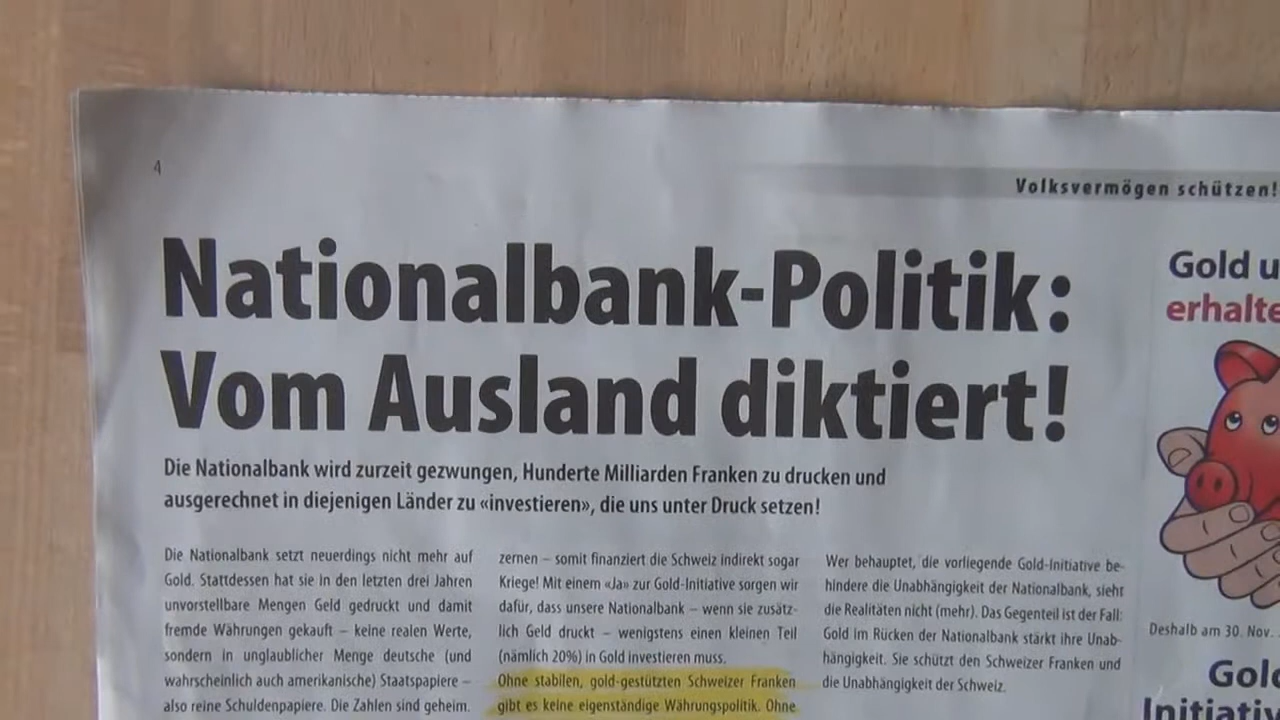 4
Volksvermögen schützen!
Nationalbank-Politik:
Vom Ausland diktiert!
Die Nationalbank wird zurzeit gezwungen, Hunderte Milliarden Franken zu drucken und
ausgerechnet in diejenigen Länder zu «investieren», die uns unter Druck setzen!
Die Nationalbank setzt neuerdings nicht mehr auf
Gold. Stattdessen hat sie in den letzten drei Jahren
unvorstellbare Mengen Geld gedruckt und damit
fremde Währungen gekauft – keine realen Werte,
sondern in unglaublicher Menge deutsche (und
wahrscheinlich auch amerikanische) Staatspapiere –
also reine Schuldenpapiere. Die Zahlen sind geheim.
zernen – somit finanziert die Schweiz indirekt sogar
Kriege! Mit einem «Ja» zur Gold-Initiative sorgen wir
dafür, dass unsere Nationalbank – wenn sie zusätz-
lich Geld druckt – wenigstens einen kleinen Teil
(nämlich 20%) in Gold investieren muss.
Ohne stabilen, gold-gestützten Schweizer Franken
gibt es keine eigenständige Währungspolitik. Ohne
Wer behauptet, die vorliegende Gold-Initiative be-
hindere die Unabhängigkeit der Nationalbank, sieht
die Realitäten nicht (mehr). Das Gegenteil ist der Fall:
Gold im Rücken der Nationalbank stärkt ihre Unab-
hängigkeit. Sie schützt den Schweizer Franken und
die Unabhängigkeit der Schweiz.
Gold u
erhalte
Deshalb am 30. Nov.
Gold
Initiativ